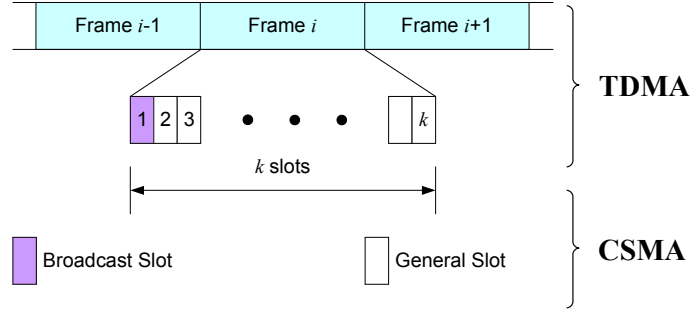 Frame i-1 Frame i Frame i+1
TDMA
1 2 3 k
k slots
Broadcast Slot General Slot
CSMA